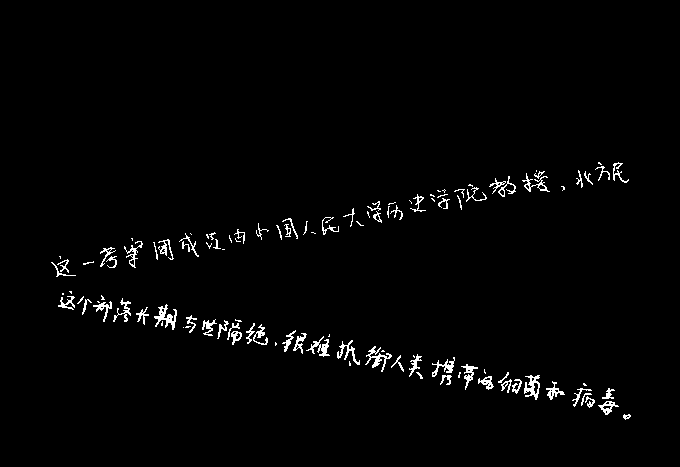 这一考察团成员由中国人民大学历史学院教授，北方民
这个部落长期与世隔绝，很难抵御人类携带的细菌和病毒。